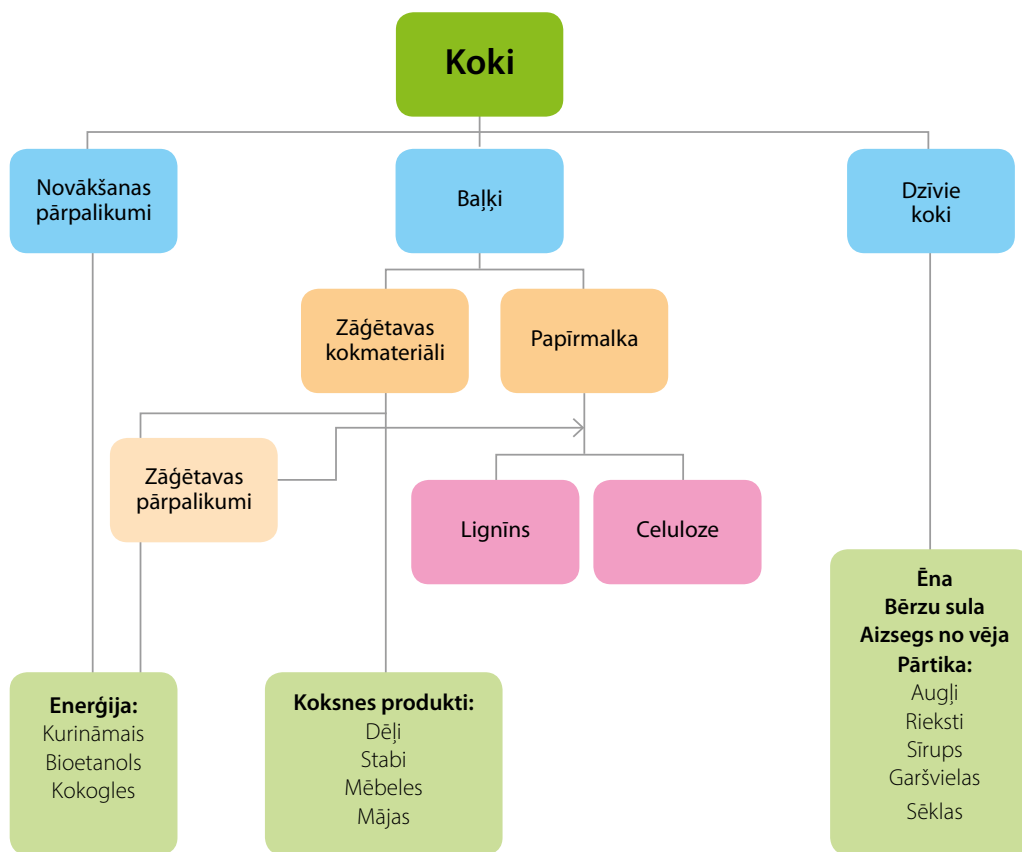 Koki
Novākšanas
pārpalikumi
Baļķi
Dzīvie
koki
Zāģētavas
kokmateriāli
Papīrmalka
Zāģētavas
pārpalikumi
Lignīns
Celuloze
Enerģija:
Kurināmais
Bioetanols
Kokogles
Koksnes produkti:
Dēļi
Stabi
Mēbeles
Mājas
Ēna
Bērzu sula
Aizsegs no vēja
Pārtika:
Augļi
Rieksti
Sīrups
Garšvielas
Sēklas